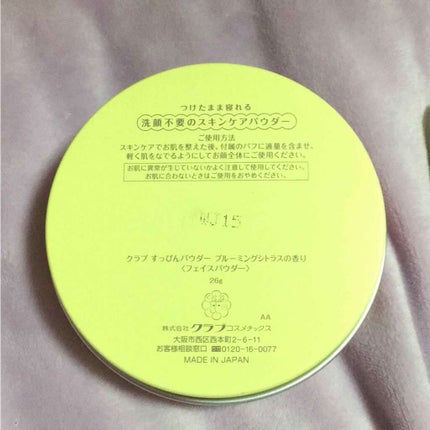 つけたまま寝れる
洗顔不要のスキンケアパウダー
ご使用方法
スキンケアでお肌を整えた後、付属のパフに適量を含ませ、
軽く肌をなでるようにしてお顔全体にご使用ください。
お肌に異常が生じていないかよく注意して使用してください。
お肌に合わないときはご使用をおやめください。
15
クラブ すっぴんパウダー ブルーミングシトラスの香り
〈フェイスパウダー〉
26g
AA
株式会社 クラブコスメチックス
大阪市西区西本町2-6-11
お客様相談窓口 0120-16-0077
MADE IN JAPAN